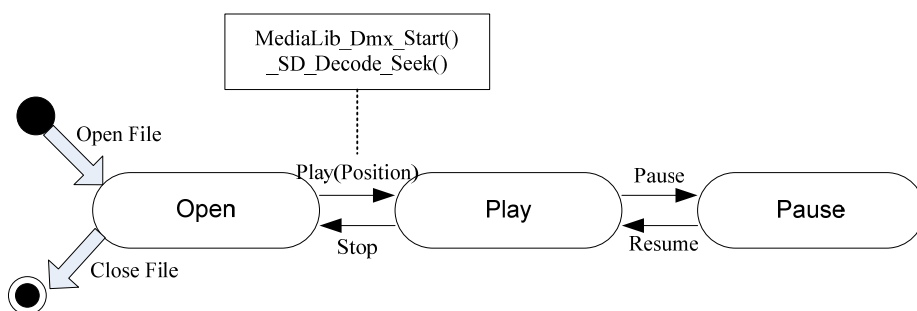 MediaLib_Dmx_Start()
_SD_Decode_Seek()
Open File
Play(Position)
Pause
Open
Play
Pause
Stop
Resume
Close File